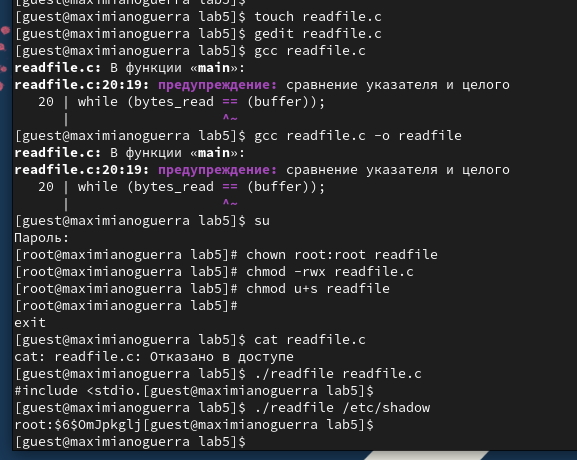 [guest@maximianoguerra lab5]$
[guest@maximianoguerra lab5]$ touch readfile.c
[guest@maximianoguerra lab5]$ gedit readfile.c
[guest@maximianoguerra lab5]$ gcc readfile.c
readfile.c: В функции «main»:
readfile.c:20:19: предупреждение: сравнение указателя и целого
20 | while (bytes_read == (buffer));
| ^~
[guest@maximianoguerra lab5]$ gcc readfile.c -o readfile
readfile.c: В функции «main»:
readfile.c:20:19: предупреждение: сравнение указателя и целого
20 | while (bytes_read == (buffer));
| ^~
[guest@maximianoguerra lab5]$ su
Пароль:
[root@maximianoguerra lab5]# chown root:root readfile
[root@maximianoguerra lab5]# chmod -rwx readfile.c
[root@maximianoguerra lab5]# chmod u+s readfile
[root@maximianoguerra lab5]#
exit
[guest@maximianoguerra lab5]$ cat readfile.c
cat: readfile.c: Отказано в доступе
[guest@maximianoguerra lab5]$ ./readfile readfile.c
#include <stdio.[guest@maximianoguerra lab5]$
[guest@maximianoguerra lab5]$ ./readfile /etc/shadow
root:$6$OmJpkglj[guest@maximianoguerra lab5]$
[guest@maximianoguerra lab5]$